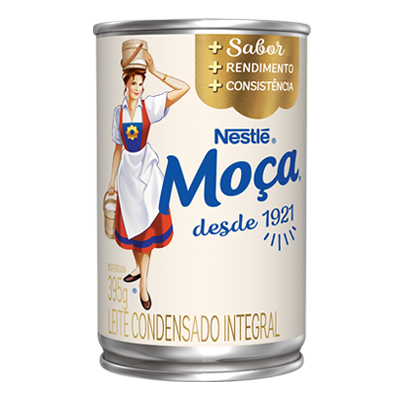 + Sabor
+ RENDIMENTO
+ CONSISTÊNCIA
Nestlé®
Moça®
desde 1921
395g
LEITE CONDENSADO INTEGRAL